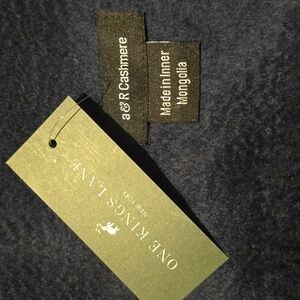 a & R Cashmere
Made in Inner
Mongolia
ONE KINGS LANE
NEW YORK